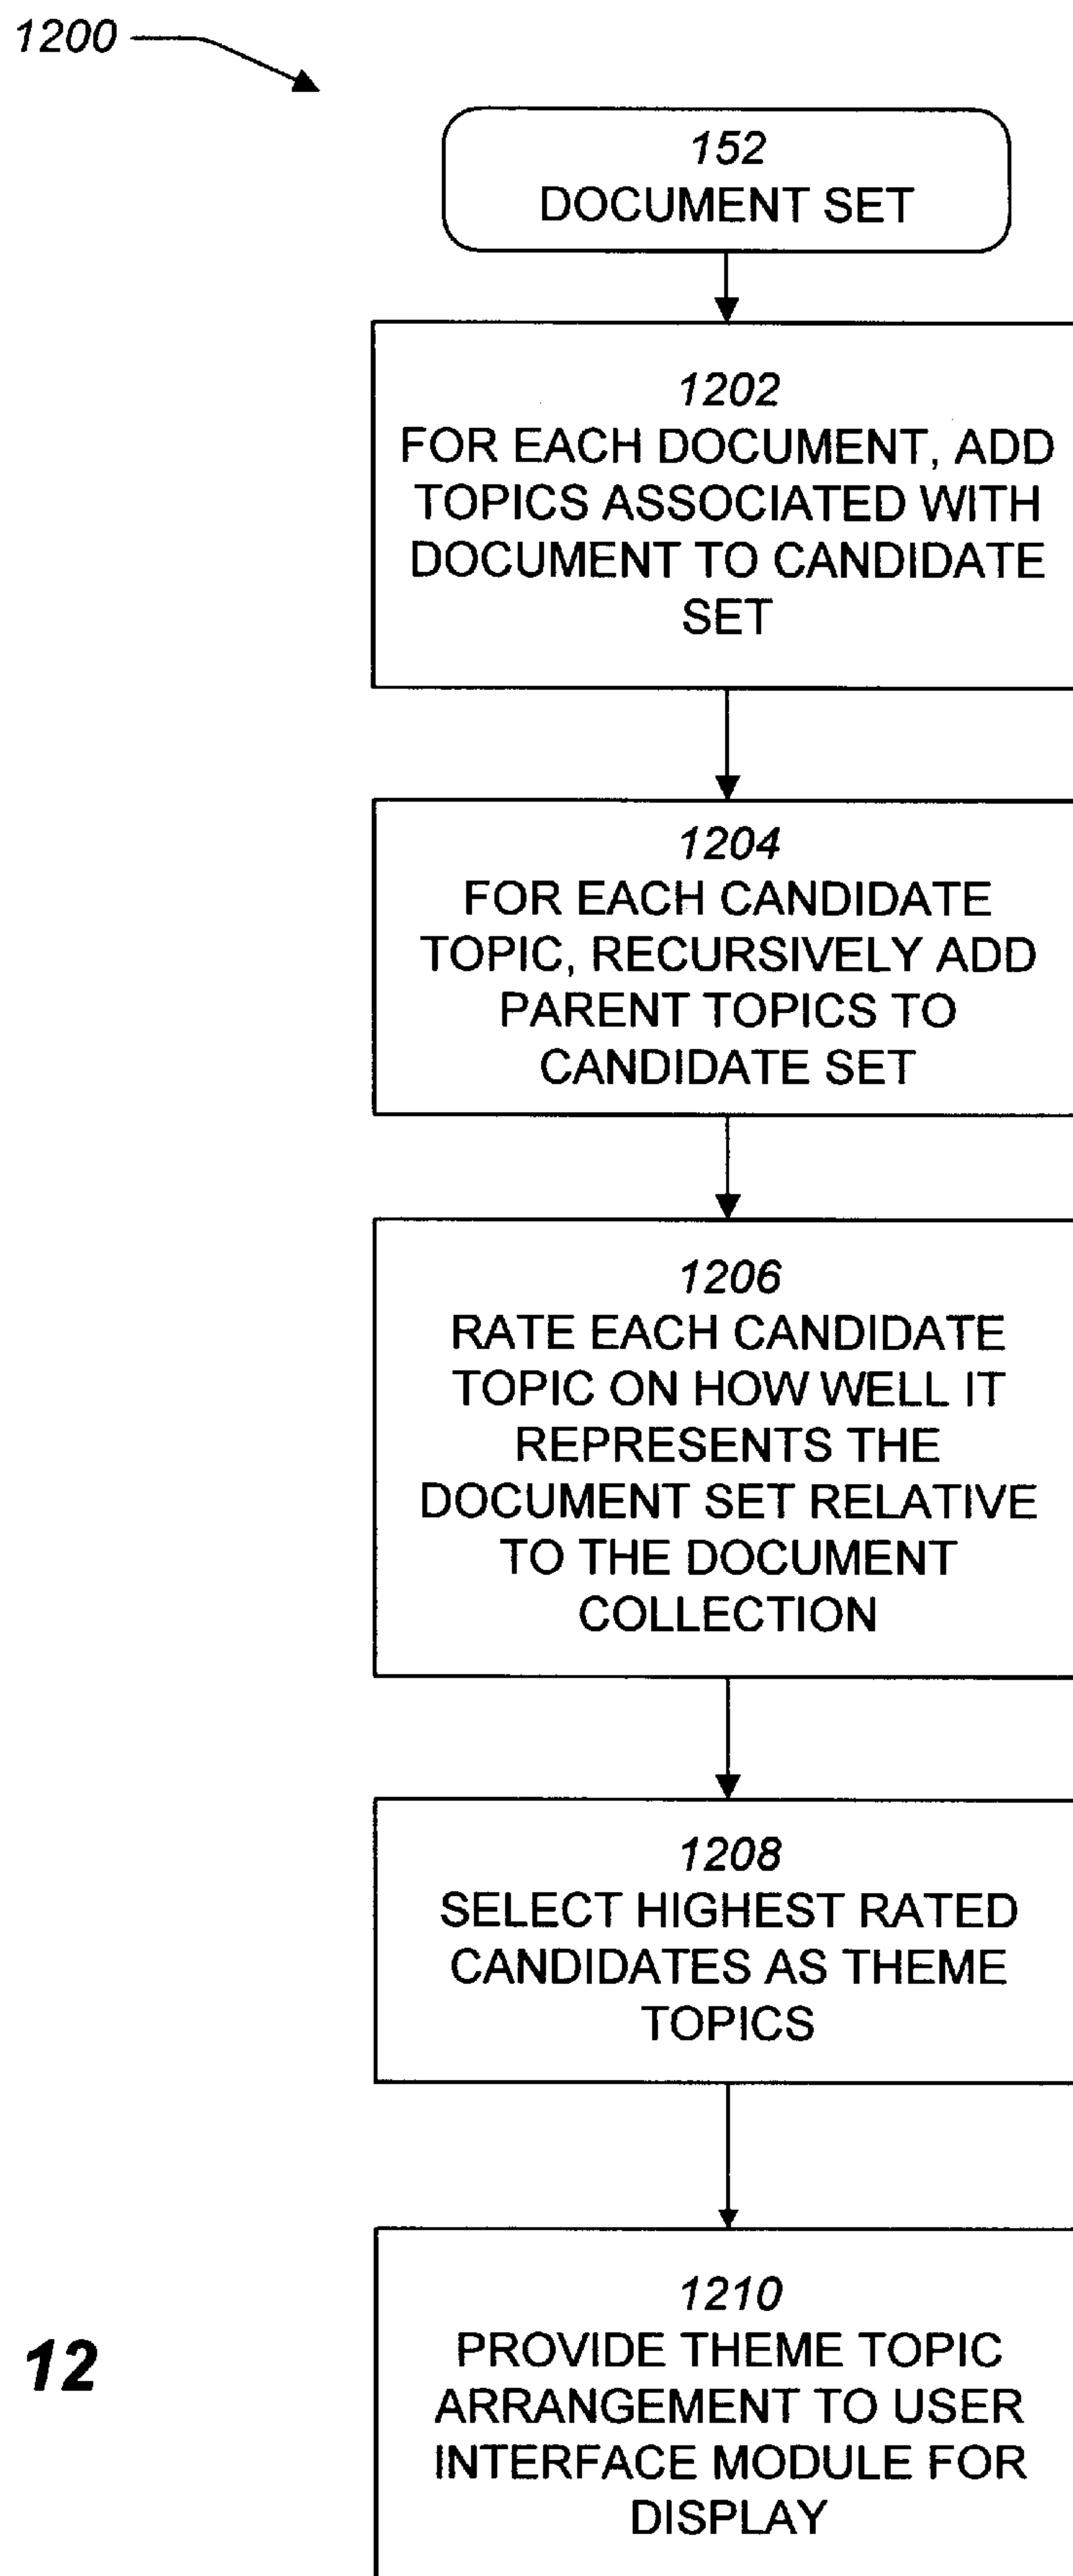 1200
152
DOCUMENT SET
1202
FOR EACH DOCUMENT, ADD
TOPICS ASSOCIATED WITH
DOCUMENT TO CANDIDATE
SET
1204
FOR EACH CANDIDATE
TOPIC, RECURSIVELY ADD
PARENT TOPICS TO
CANDIDATE SET
1206
RATE EACH CANDIDATE
TOPIC ON HOW WELL IT
REPRESENTS THE
DOCUMENT SET RELATIVE
TO THE DOCUMENT
COLLECTION
1208
SELECT HIGHEST RATED
CANDIDATES AS THEME
TOPICS
1210
PROVIDE THEME TOPIC
ARRANGEMENT TO USER
INTERFACE MODULE FOR
DISPLAY
12